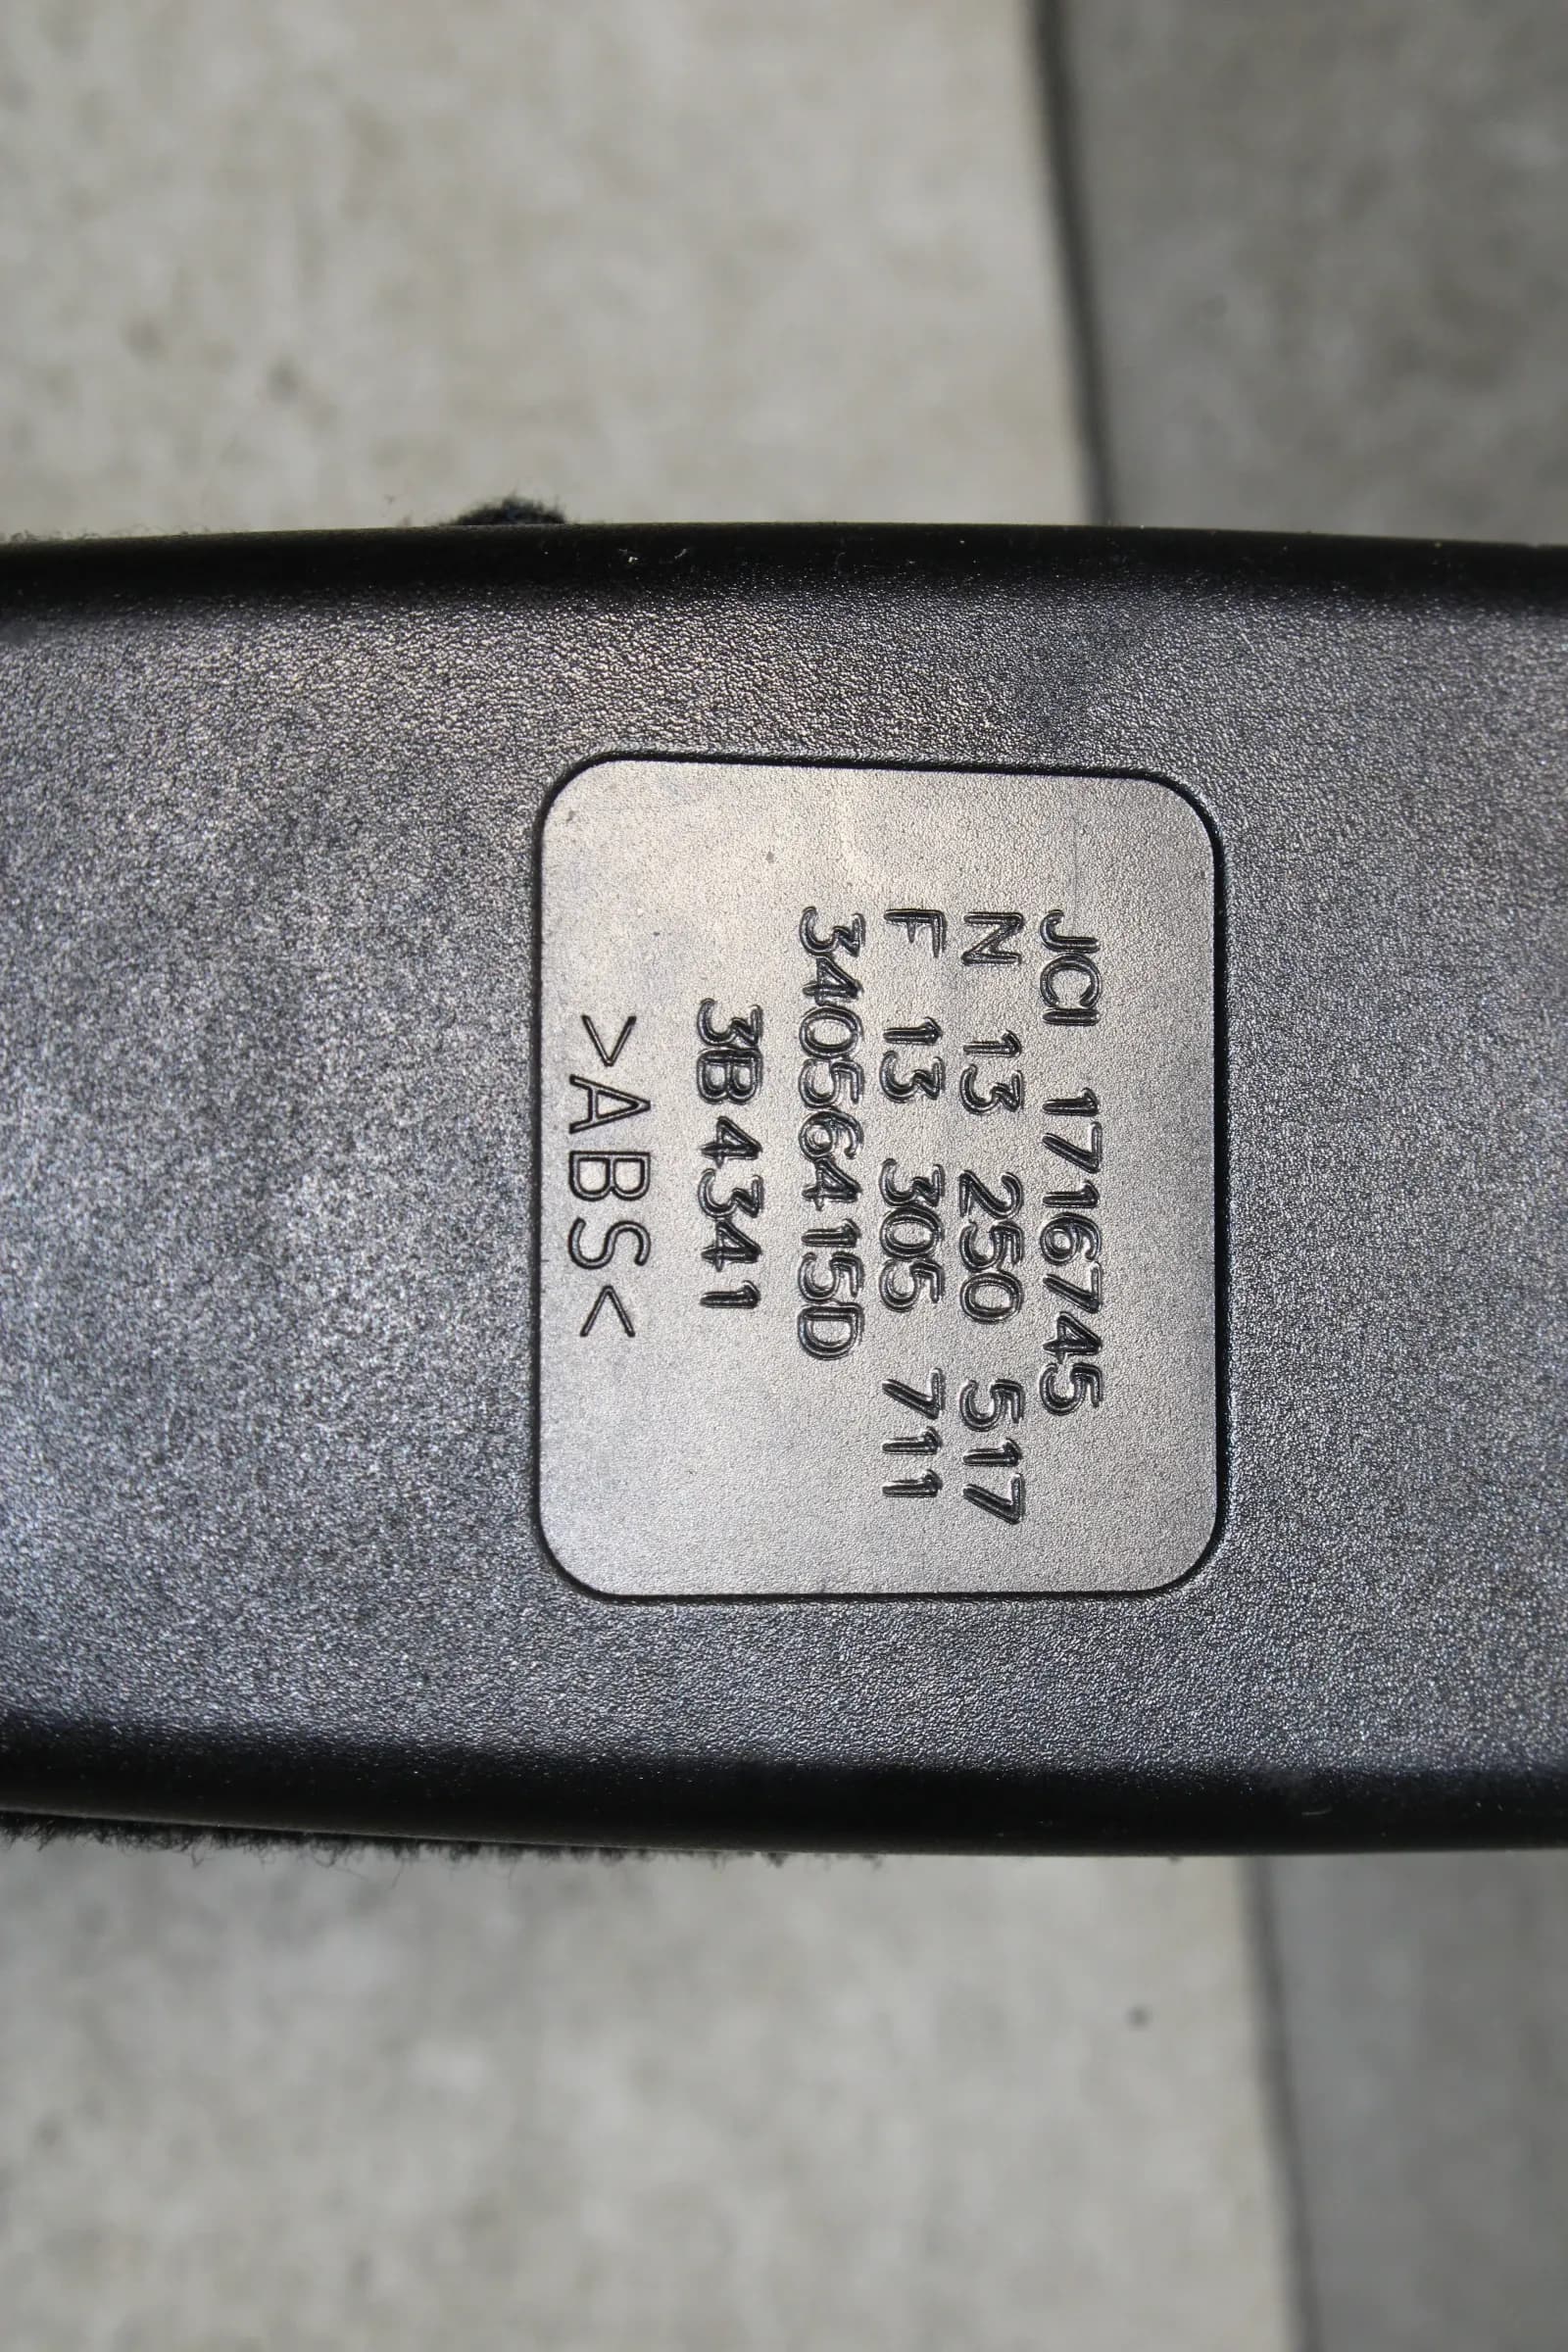 JCI 1716745
N 13 250 517
F 13 305 711
34056415D
3B4341
>ABS<